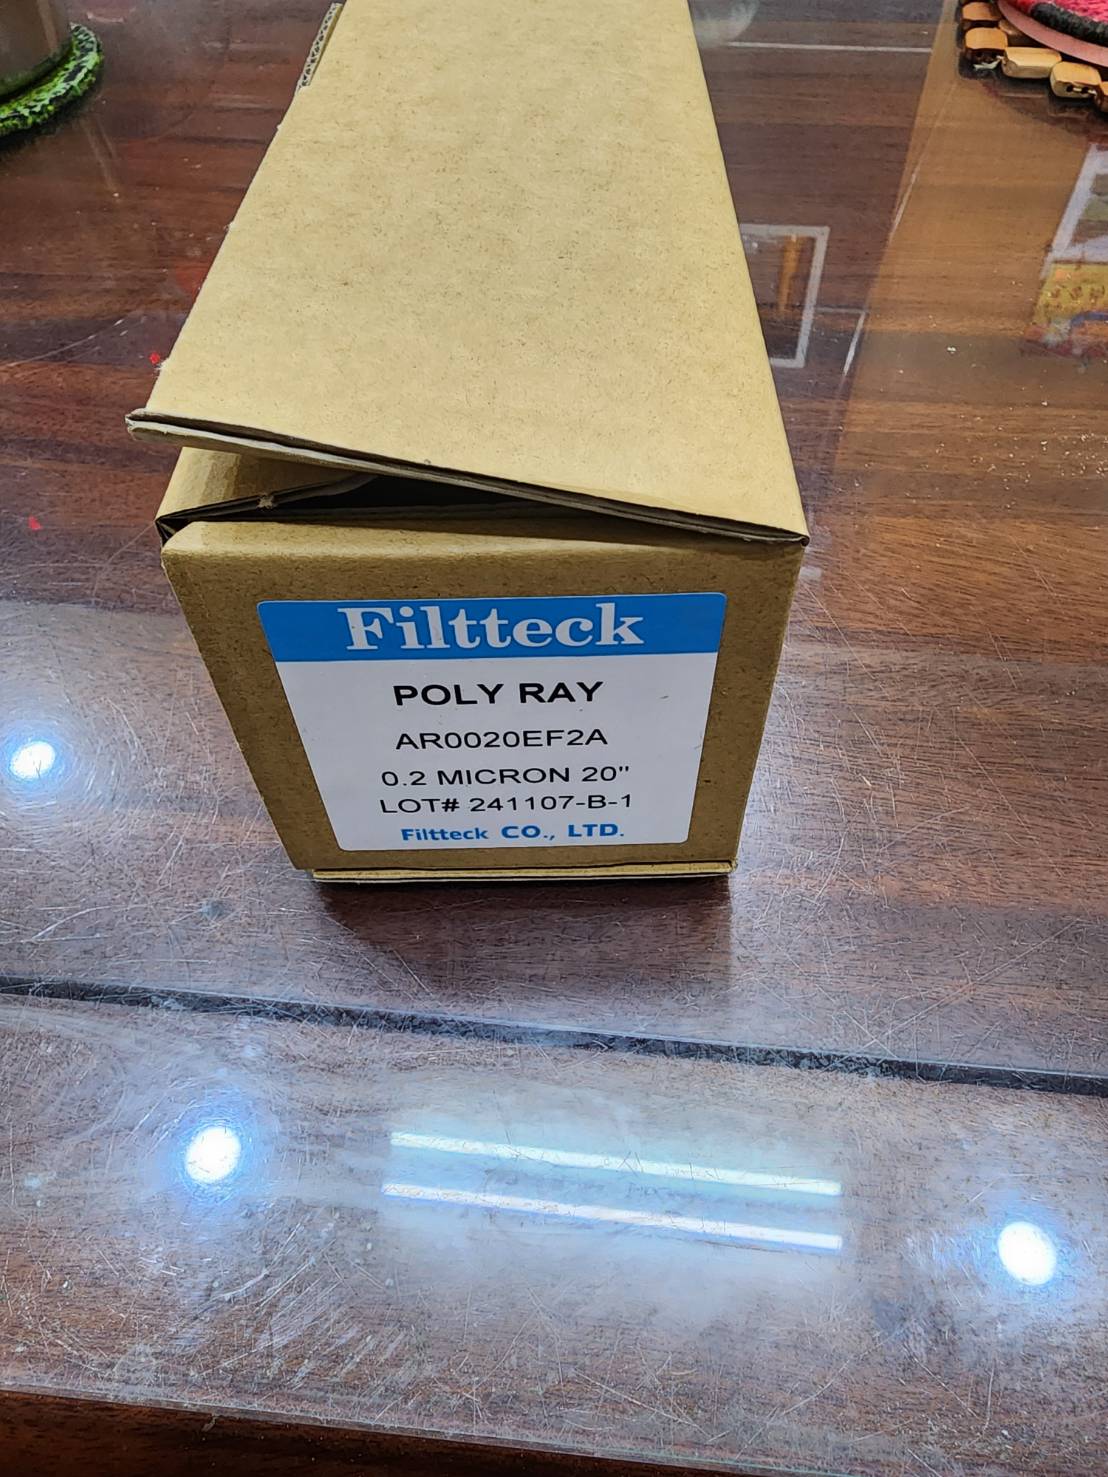 Filtteck
POLY RAY
AR0020EF2A
0.2 MICRON 20"
LOT# 241107-B-1
Filtteck CO., LTD.